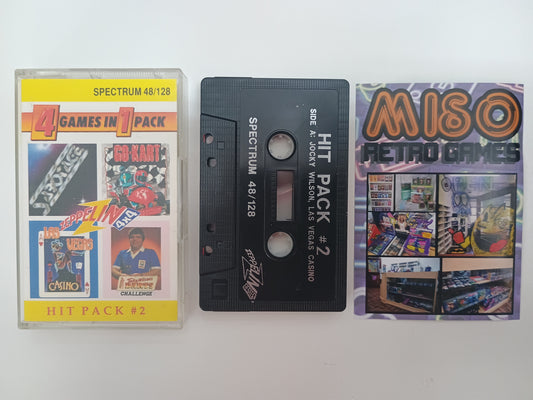 SPECTRUM 48/128
4 GAMES IN 1 PACK
GO-KART
ZEPPELIN
4x4
LAS VEGAS
CASINO
CHALLENGE
HIT PACK #2
HIT PACK #2
SIDE A: JOCKY WILSON, LAS VEGAS CASINO
SPECTRUM 48/128
MISO
RETRO GAMES